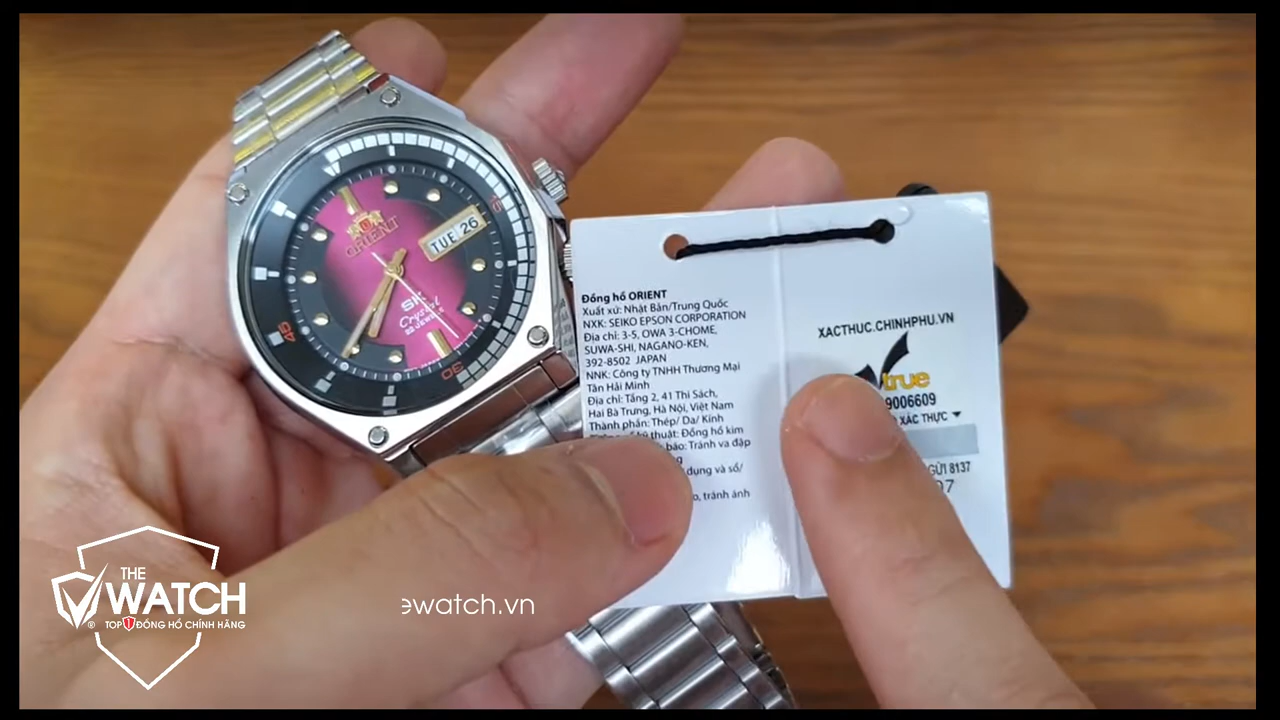 ORIENT
TUE 26
SK
Crystal
45
30
Đồng hồ ORIENT
Xuất xứ: Nhật Bản/Trung Quốc
NXK: SEIKO EPSON CORPORATION
Địa chỉ: 3-5, OWA 3-CHOME,
SUWA-SHI, NAGANO-KEN,
392-8502 JAPAN
NNK: Công ty TNHH Thương Mại
Tân Hải Minh
Địa chỉ: Tầng 2, 41 Thi Sách,
Hai Bà Trưng, Hà Nội, Việt Nam
Thành phần: Thép/ Da/ Kính
kỹ thuật: Đồng hồ kim
báo: Tránh va đập
dụng và số/
tránh ánh
XACTHUC.CHINHPHU.VN
true
9006609
XÁC THỰC
GỬI 8137
THE
WATCH
®
TOP 1 ĐỒNG HỒ CHÍNH HÃNG
ewatch.vn